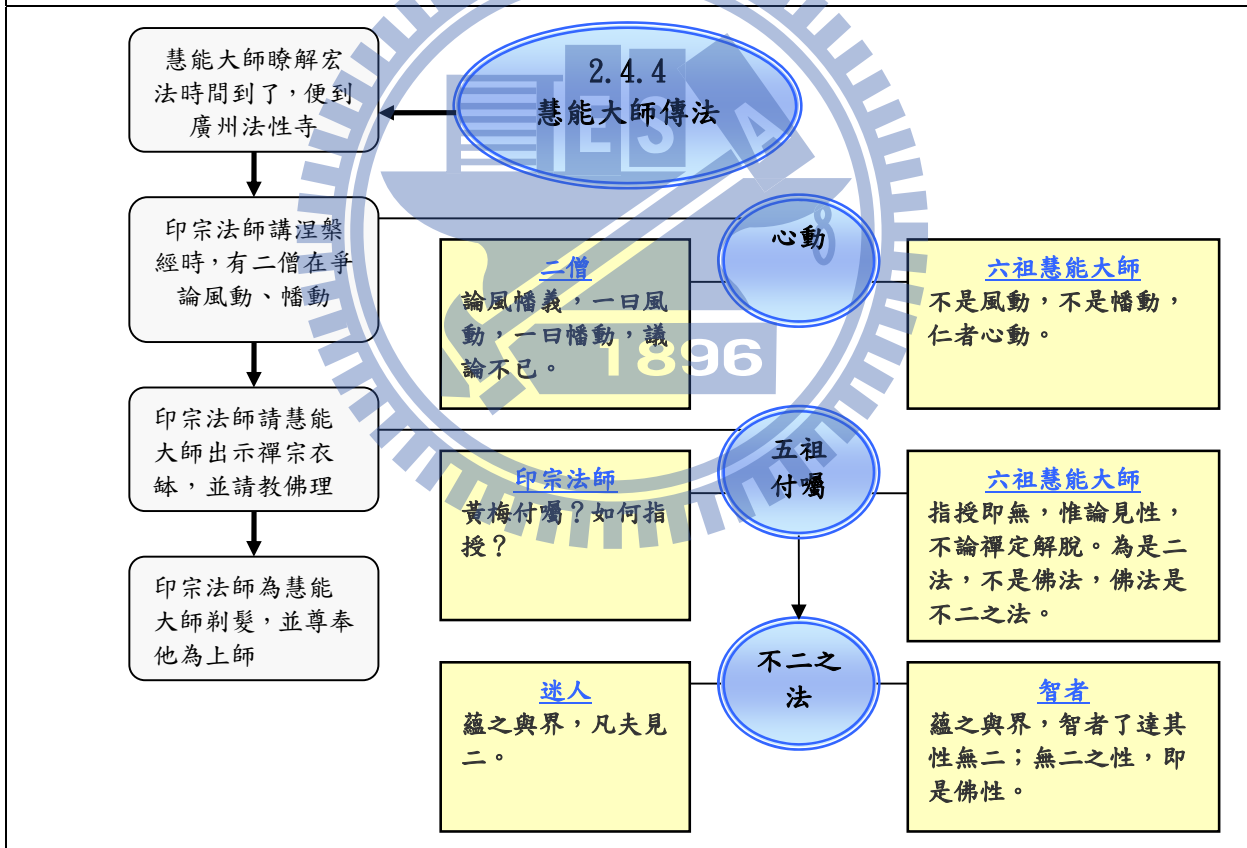 2.4.4
慧能大師傳法
慧能大師瞭解宏
法時間到了，便到
廣州法性寺
印宗法師講涅槃
經時，有二僧在爭
論風動、幡動
心動
二僧
論風幡義，一曰風
動，一曰幡動，議
論不已。
六祖慧能大師
不是風動，不是幡動，
仁者心動。
印宗法師請慧能
大師出示禪宗衣
缽，並請教佛理
五祖
付囑
印宗法師
黃梅付囑？如何指
授？
六祖慧能大師
指授即無，惟論見性，
不論禪定解脫。為是二
法，不是佛法，佛法是
不二之法。
印宗法師為慧能
大師剃髮，並尊奉
他為上師
不二之
法
迷人
蘊之與界，凡夫見
二。
智者
蘊之與界，智者了達其
性無二；無二之性，即
是佛性。
E S A
1896